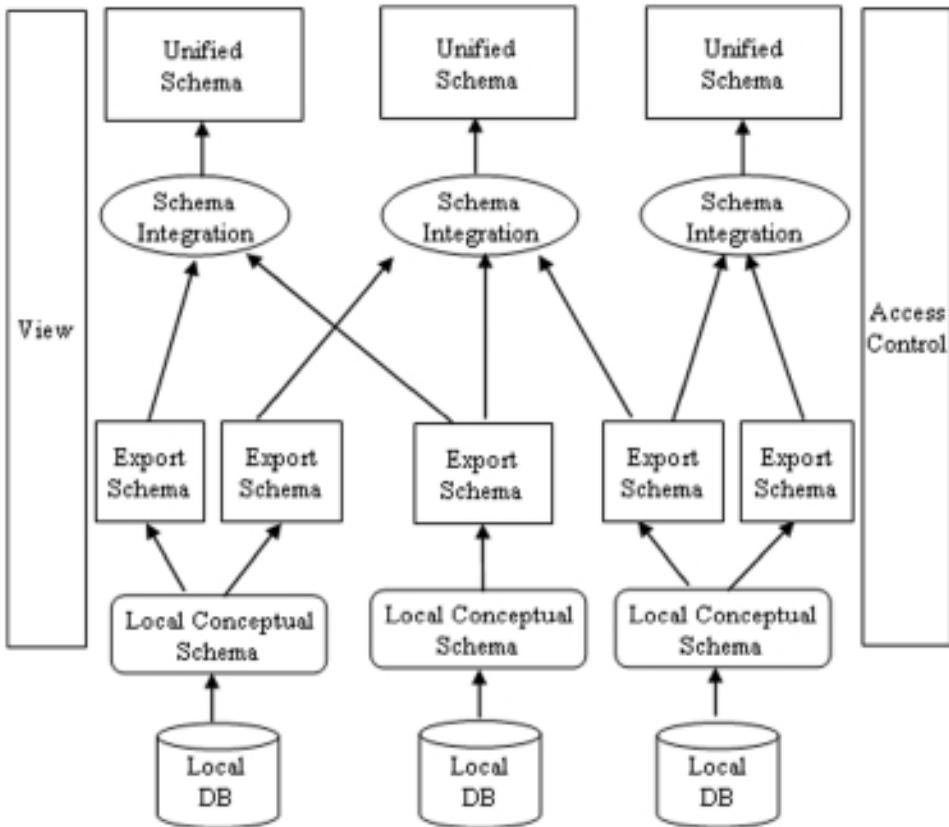 Unified
Schema
Unified
Schema
Unified
Schema
Schema
Integration
Schema
Integration
Schema
Integration
View
Access
Control
Export
Schema
Export
Schema
Export
Schema
Export
Schema
Export
Schema
Local Conceptual
Schema
Local Conceptual
Schema
Local Conceptual
Schema
Local
DB
Local
DB
Local
DB